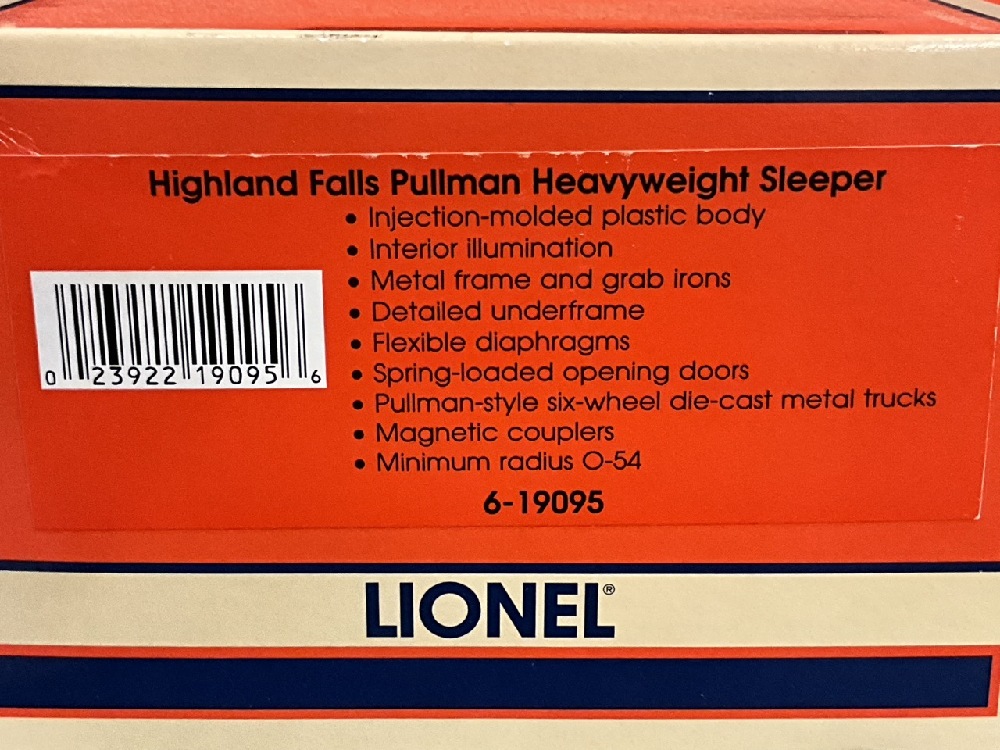 Highland Falls Pullman Heavyweight Sleeper
• Injection-molded plastic body
• Interior illumination
• Metal frame and grab irons
• Detailed underframe
• Flexible diaphragms
• Spring-loaded opening doors
• Pullman-style six-wheel die-cast metal trucks
• Magnetic couplers
• Minimum radius O-54
6-19095
0 23922 19095 6
LIONEL®